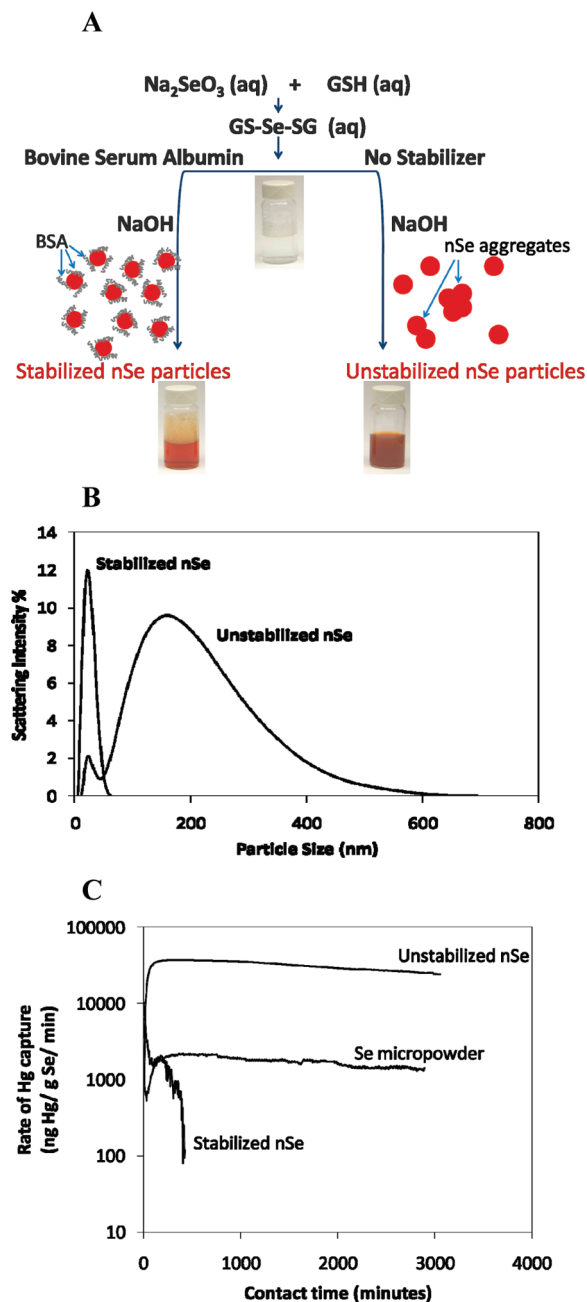 A
Na₂SeO₃ (aq) + GSH (aq)
GS-Se-SG (aq)
Bovine Serum Albumin No Stabilizer
NaOH NaOH
BSA nSe aggregates
Stabilized nSe particles Unstabilized nSe particles
B
14
12
10
8
6
4
2
0
Scattering Intensity %
Stabilized nSe
Unstabilized nSe
0 200 400 600 800
Particle Size (nm)
C
100000
10000
1000
100
10
Rate of Hg capture
(ng Hg/ g Se/ min)
Unstabilized nSe
Se micropowder
Stabilized nSe
0 1000 2000 3000 4000
Contact time (minutes)